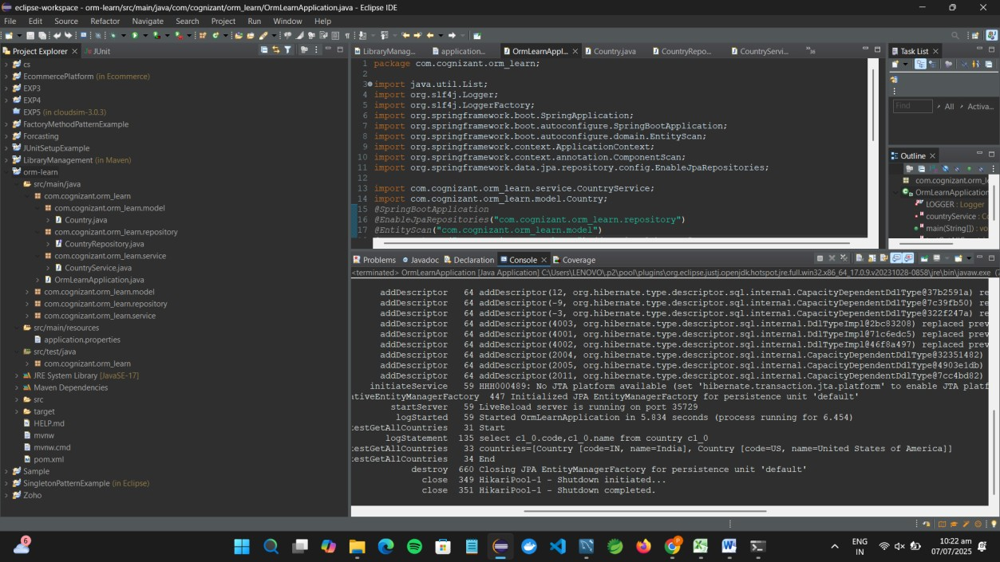 eclipse-workspace - orm-learn/src/main/java/com/cognizant/orm_learn/OrmLearnApplication.java - Eclipse IDE
File Edit Source Refactor Navigate Search Project Run Window Help
Project Explorer
JUnit
cs
EcommercePlatform (in Ecommerce)
EXP3
EXP4
EXP5 (in cloudsim-3.0.3)
FactoryMethodPatternExample
Forcasting
JUnitSetupExample
LibraryManagement (in Maven)
orm-learn
src/main/java
com.cognizant.orm_learn
com.cognizant.orm_learn.model
Country.java
com.cognizant.orm_learn.repository
CountryRepository.java
com.cognizant.orm_learn.service
CountryService.java
OrmLearnApplication.java
com.cognizant.orm_learn.model
com.cognizant.orm_learn.repository
com.cognizant.orm_learn.service
src/main/resources
application.properties
src/test/java
com.cognizant.orm_learn
JRE System Library [JavaSE-17]
Maven Dependencies
src
target
HELP.md
mvnw
mvnw.cmd
pom.xml
Sample
SingletonPatternExample (in Eclipse)
Zoho
LibraryManag... application.... OrmLearnAppl... Country.java CountryRepo... CountryServi...
1 package com.cognizant.orm_learn;
2
3 import java.util.List;
4 import org.slf4j.Logger;
5 import org.slf4j.LoggerFactory;
6 import org.springframework.boot.SpringApplication;
7 import org.springframework.boot.autoconfigure.SpringBootApplication;
8 import org.springframework.boot.autoconfigure.domain.EntityScan;
9 import org.springframework.context.ApplicationContext;
10 import org.springframework.context.annotation.ComponentScan;
11 import org.springframework.data.jpa.repository.config.EnableJpaRepositories;
12
13 import com.cognizant.orm_learn.service.CountryService;
14 import com.cognizant.orm_learn.model.Country;
15 @SpringBootApplication
16 @EnableJpaRepositories("com.cognizant.orm_learn.repository")
17 @EntityScan("com.cognizant.orm_learn.model")
Problems Javadoc Declaration Console Coverage
<terminated> OrmLearnApplication [Java Application] C:\Users\LENOVO\.p2\pool\plugins\org.eclipse.justj.openjdk.hotspot.jre.full.win32.x86_64_17.0.9.v20231028-0858\jre\bin\javaw.exe
addDescriptor 64 addDescriptor(12, org.hibernate.type.descriptor.sql.internal.CapacityDependentDdlType@37b2591a) re
addDescriptor 64 addDescriptor(-9, org.hibernate.type.descriptor.sql.internal.CapacityDependentDdlType@7c39fb50) re
addDescriptor 64 addDescriptor(-3, org.hibernate.type.descriptor.sql.internal.CapacityDependentDdlType@322f247a) re
addDescriptor 64 addDescriptor(4003, org.hibernate.type.descriptor.sql.internal.DdlTypeImpl@2bc83208) replaced prev
addDescriptor 64 addDescriptor(4001, org.hibernate.type.descriptor.sql.internal.DdlTypeImpl@71c6edc5) replaced prev
addDescriptor 64 addDescriptor(4002, org.hibernate.type.descriptor.sql.internal.DdlTypeImpl@46f8a497) replaced prev
addDescriptor 64 addDescriptor(2004, org.hibernate.type.descriptor.sql.internal.CapacityDependentDdlType@32351482)
addDescriptor 64 addDescriptor(2005, org.hibernate.type.descriptor.sql.internal.CapacityDependentDdlType@4903e1db)
addDescriptor 64 addDescriptor(2011, org.hibernate.type.descriptor.sql.internal.CapacityDependentDdlType@7cc4bd82)
initiateService 59 HHH000489: No JTA platform available (set 'hibernate.transaction.jta.platform' to enable JTA platf
ativeEntityManagerFactory 447 Initialized JPA EntityManagerFactory for persistence unit 'default'
startServer 59 LiveReload server is running on port 35729
logStarted 59 Started OrmLearnApplication in 5.834 seconds (process running for 6.454)
testGetAllCountries 31 Start
logStatement 135 select c1_0.code,c1_0.name from country c1_0
testGetAllCountries 33 countries=[Country [code=IN, name=India], Country [code=US, name=United States of America]]
testGetAllCountries 34 End
destroy 660 Closing JPA EntityManagerFactory for persistence unit 'default'
close 349 HikariPool-1 - Shutdown initiated...
close 351 HikariPool-1 - Shutdown completed.
Task List
Find All Activa...
Outline
com.cognizant.orm_l
OrmLearnApplication
LOGGER : Logger
countryService : Co
main(String[]) : vo
6
ENG
IN
10:22 am
07/07/2025